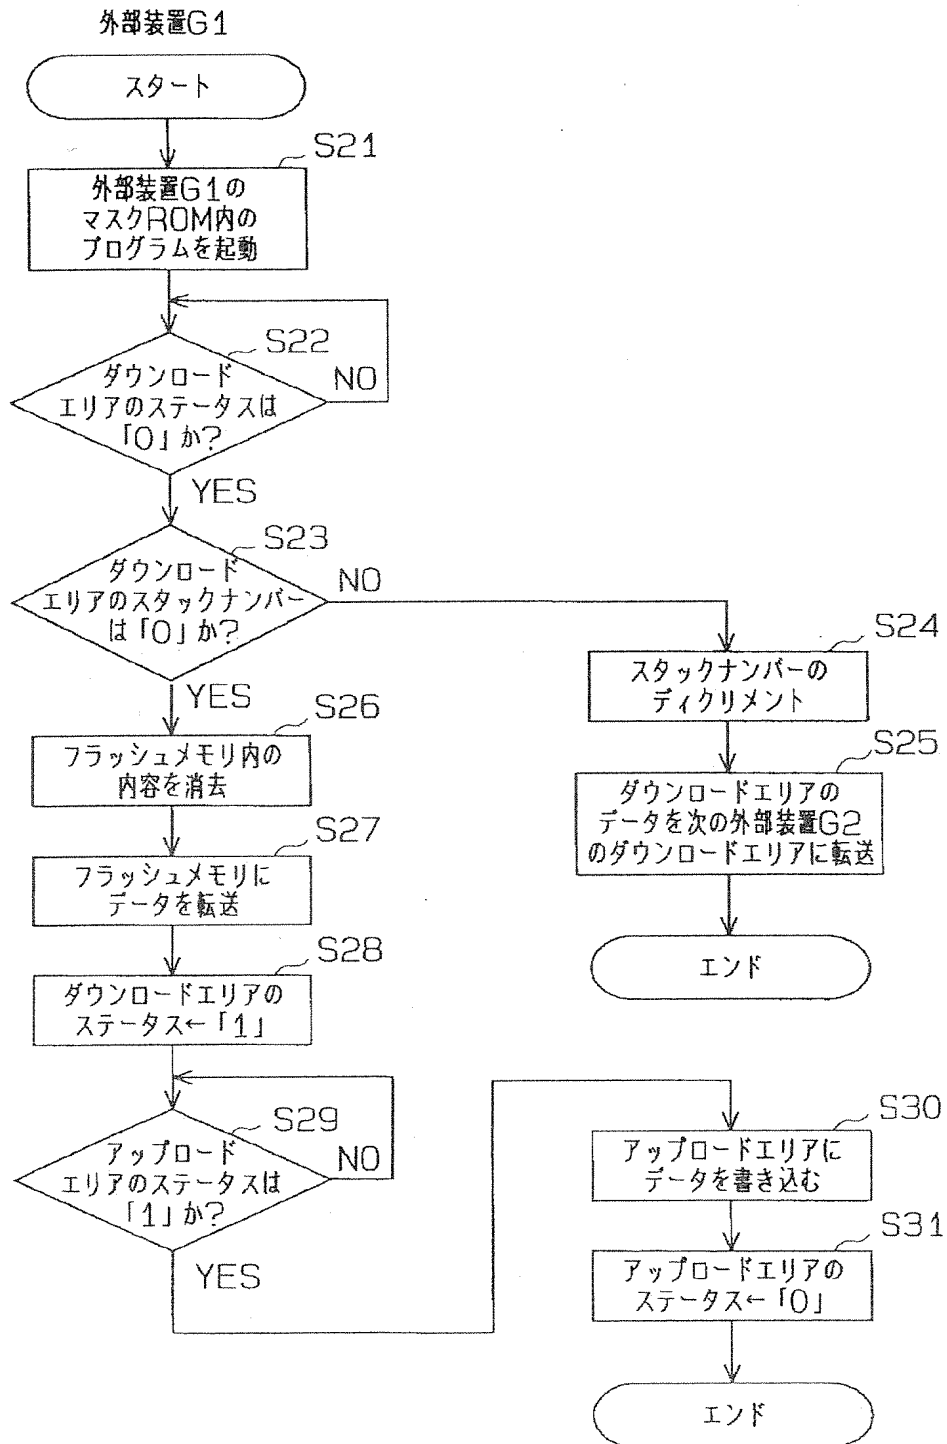 外部装置G1
スタート
S21
外部装置G1の
マスクROM内の
プログラムを起動
S22
ダウンロード
エリアのステータスは
「0」か?
NO
YES
S23
ダウンロード
エリアのスタックナンバー
は「0」か?
NO
YES
S24
スタックナンバーの
ディクリメント
S25
ダウンロードエリアの
データを次の外部装置G2
のダウンロードエリアに転送
エンド
S26
フラッシュメモリ内の
内容を消去
S27
フラッシュメモリに
データを転送
S28
ダウンロードエリアの
ステータス←「1」
S29
アップロード
エリアのステータスは
「1」か?
NO
YES
S30
アップロードエリアに
データを書き込む
S31
アップロードエリアの
ステータス←「0」
エンド